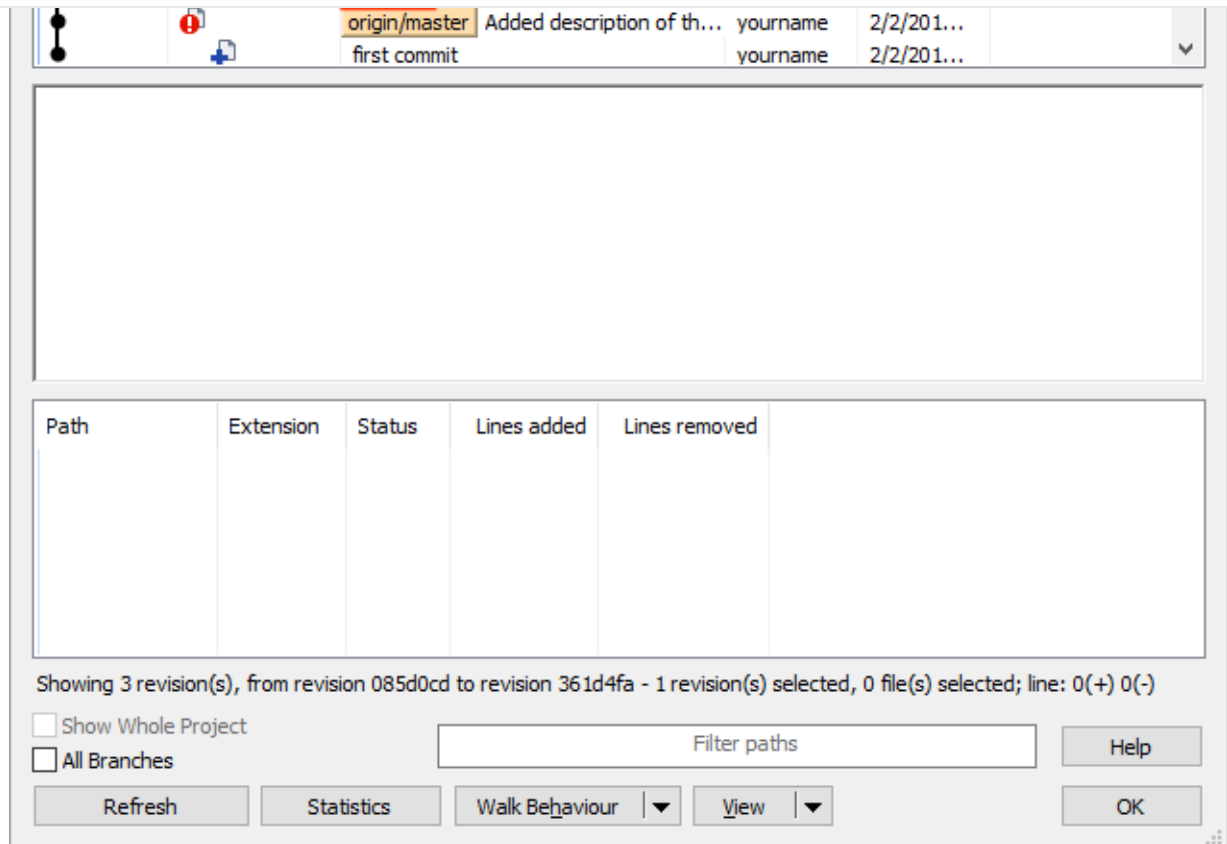 origin/master Added description of th... yourname 2/2/201...
first commit yourname 2/2/201...
Path Extension Status Lines added Lines removed
Showing 3 revision(s), from revision 085d0cd to revision 361d4fa - 1 revision(s) selected, 0 file(s) selected; line: 0(+) 0(-)
Show Whole Project
Filter paths
Help
All Branches
Refresh Statistics Walk Behaviour View OK